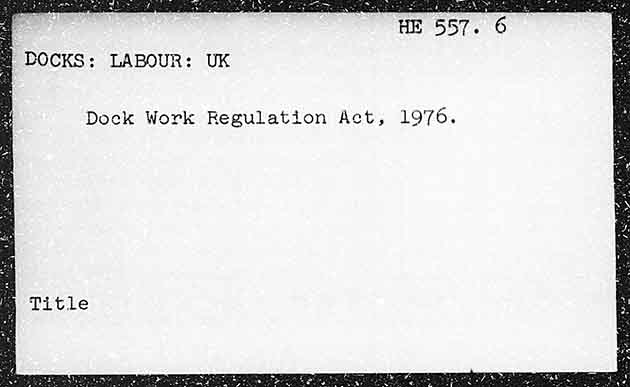 HE 557. 6
DOCKS: LABOUR: UK
Dock Work Regulation Act, 1976.
Title